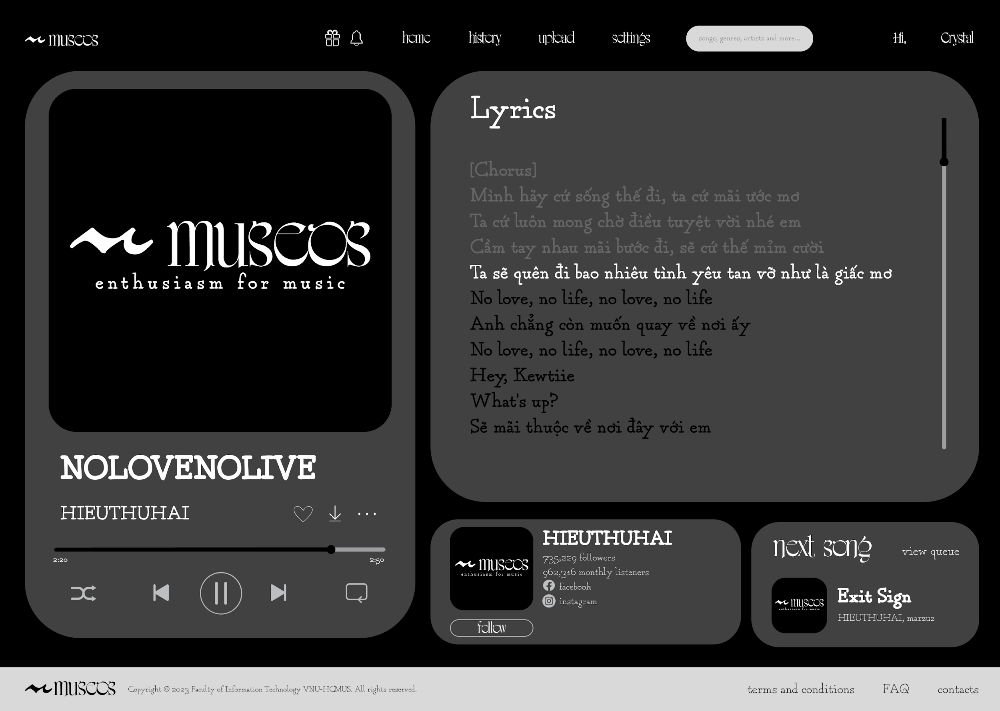 museos
home
history
upload
settings
songs, genres, artists and more...
Hi,
Crystal
museos
enthusiasm for music
NOLOVENOLIVE
HIEUTHUHAI
2:20
2:50
Lyrics
[Chorus]
Mình hãy cứ sống thế đi, ta cứ mãi ước mơ
Ta cứ luôn mong chờ điều tuyệt vời nhé em
Cầm tay nhau mãi bước đi, sẽ cứ thế mỉm cười
Ta sẽ quên đi bao nhiêu tình yêu tan vỡ như là giấc mơ
No love, no life, no love, no life
Anh chẳng còn muốn quay về nơi ấy
No love, no life, no love, no life
Hey, Kewtiie
What's up?
Sẽ mãi thuộc về nơi đây với em
museos
enthusiasm for music
HIEUTHUHAI
735,229 followers
962,316 monthly listeners
facebook
instagram
follow
next song
view queue
museos
enthusiasm for music
Exit Sign
HIEUTHUHAI, marzuz
museos
Copyright © 2023 Faculty of Information Technology VNU-HCMUS. All rights reserved.
terms and conditions
FAQ
contacts